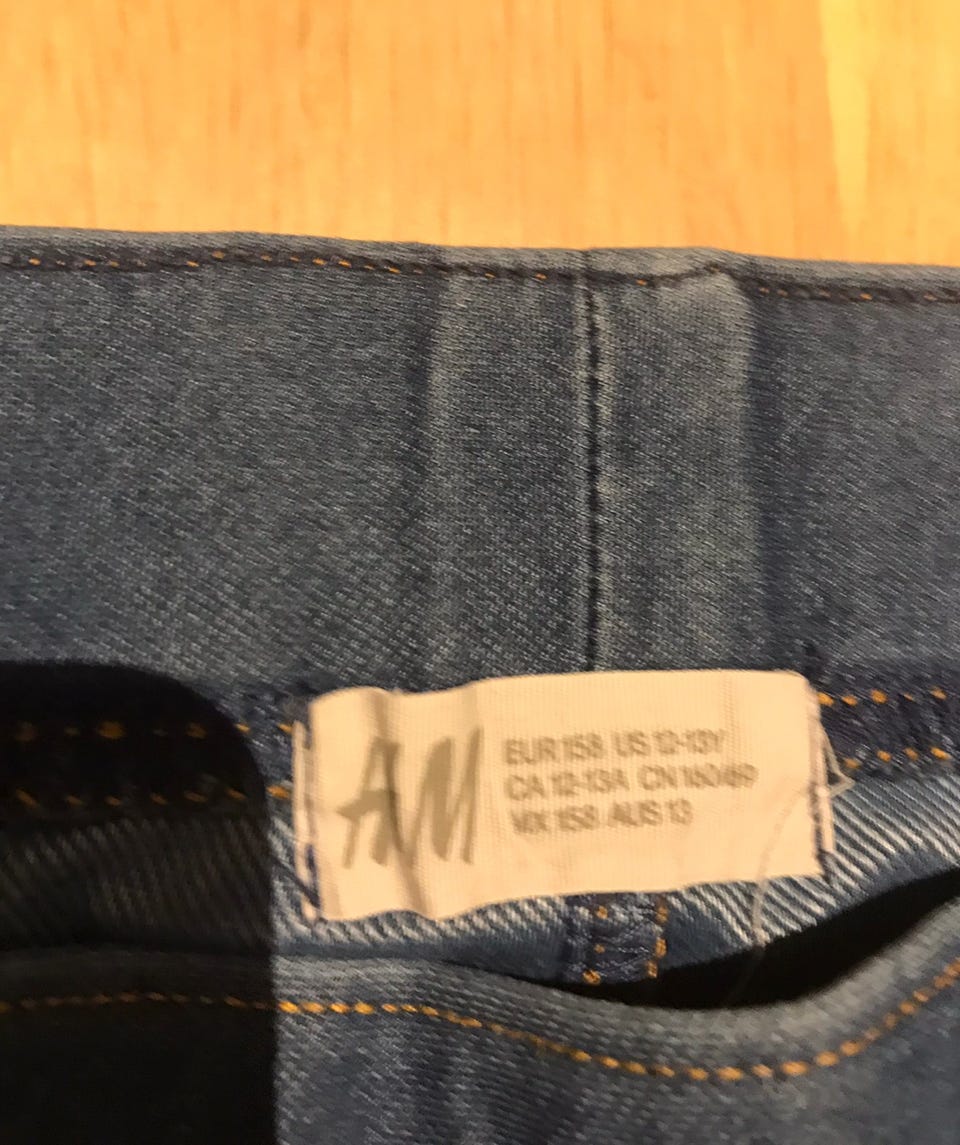 H&M
EUR 158 US 12-13Y
CA 12-13A CN 160/69
MX 158 AUS 13